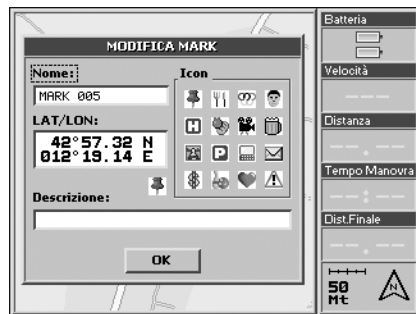 MODIFICA MARK
Nome:
MARK 005
LAT/LON:
42°57.32 N
012°19.14 E
Descrizione:
Icon
H
P
OK
Batteria
Velocità
---
Distanza
--.--
Tempo Manovra
--:--
Dist.Finale
--.--
50
Mt
N